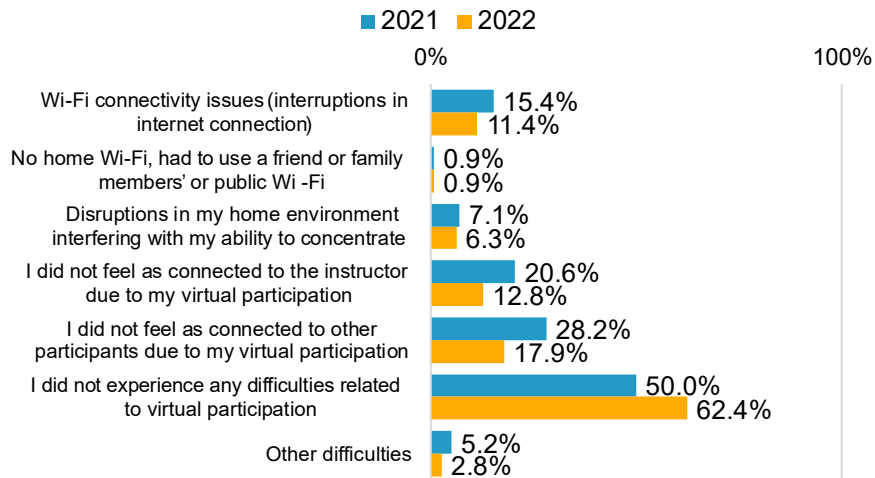 2021 2022
0% 100%
Wi-Fi connectivity issues (interruptions in
internet connection)
15.4%
11.4%
No home Wi-Fi, had to use a friend or family
members’ or public Wi -Fi
0.9%
0.9%
Disruptions in my home environment
interfering with my ability to concentrate
7.1%
6.3%
I did not feel as connected to the instructor
due to my virtual participation
20.6%
12.8%
I did not feel as connected to other
participants due to my virtual participation
28.2%
17.9%
I did not experience any difficulties related
to virtual participation
50.0%
62.4%
Other difficulties
5.2%
2.8%